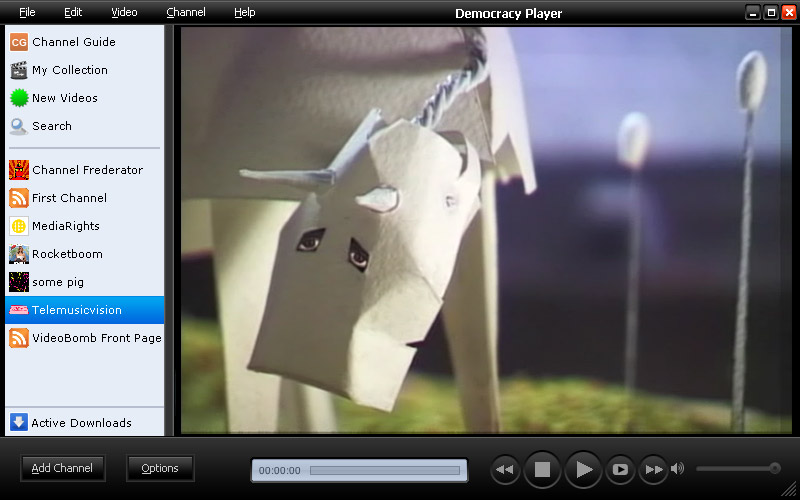 File Edit Video Channel Help
Democracy Player
CG Channel Guide
My Collection
New Videos
Search
Channel Frederator
First Channel
MediaRights
Rocketboom
some pig
Telemusicvision
VideoBomb Front Page
Active Downloads
Add Channel
Options
00:00:00